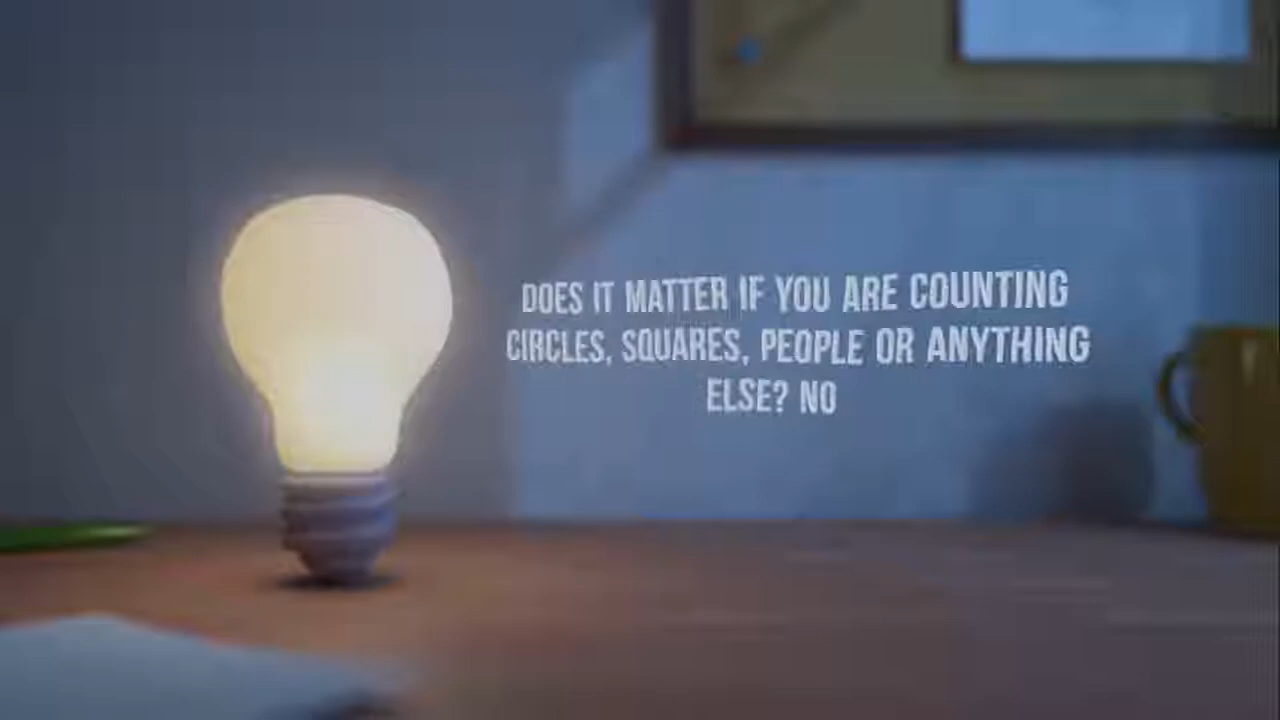 DOES IT MATTER IF YOU ARE COUNTING
CIRCLES, SQUARES, PEOPLE OR ANYTHING
ELSE? NO